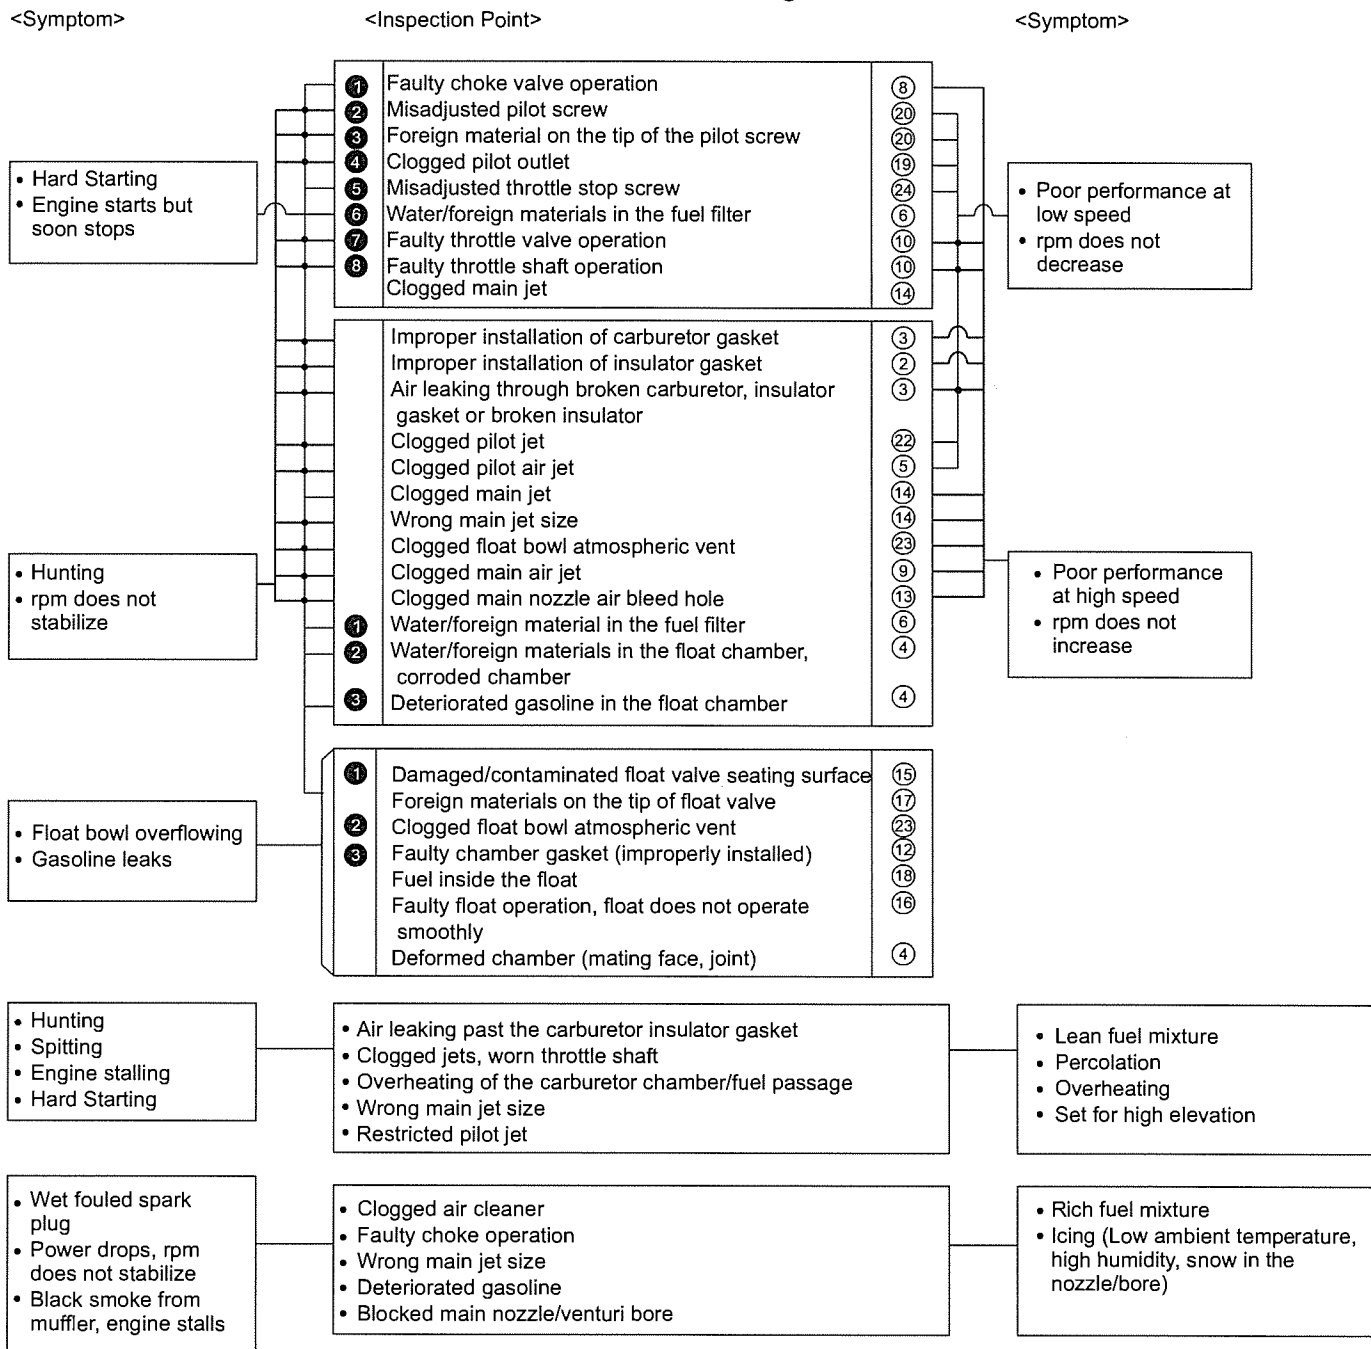 <Symptom> <Inspection Point> <Symptom>
• Hard Starting
• Engine starts but
soon stops
• Hunting
• rpm does not
stabilize
• Float bowl overflowing
• Gasoline leaks
1 Faulty choke valve operation 8
2 Misadjusted pilot screw 20
3 Foreign material on the tip of the pilot screw 20
4 Clogged pilot outlet 19
5 Misadjusted throttle stop screw 24
6 Water/foreign materials in the fuel filter 6
7 Faulty throttle valve operation 10
8 Faulty throttle shaft operation 10
Clogged main jet 14
Improper installation of carburetor gasket 3
Improper installation of insulator gasket 2
Air leaking through broken carburetor, insulator 3
gasket or broken insulator
Clogged pilot jet 22
Clogged pilot air jet 5
Clogged main jet 14
Wrong main jet size 14
Clogged float bowl atmospheric vent 23
Clogged main air jet 9
Clogged main nozzle air bleed hole 13
1 Water/foreign material in the fuel filter 6
2 Water/foreign materials in the float chamber, 4
corroded chamber
3 Deteriorated gasoline in the float chamber 4
1 Damaged/contaminated float valve seating surface 15
Foreign materials on the tip of float valve 17
2 Clogged float bowl atmospheric vent 23
3 Faulty chamber gasket (improperly installed) 12
Fuel inside the float 18
Faulty float operation, float does not operate 16
smoothly
Deformed chamber (mating face, joint) 4
• Poor performance at
low speed
• rpm does not
decrease
• Poor performance
at high speed
• rpm does not
increase
• Hunting
• Spitting
• Engine stalling
• Hard Starting
• Air leaking past the carburetor insulator gasket
• Clogged jets, worn throttle shaft
• Overheating of the carburetor chamber/fuel passage
• Wrong main jet size
• Restricted pilot jet
• Lean fuel mixture
• Percolation
• Overheating
• Set for high elevation
• Wet fouled spark
plug
• Power drops, rpm
does not stabilize
• Black smoke from
muffler, engine stalls
• Clogged air cleaner
• Faulty choke operation
• Wrong main jet size
• Deteriorated gasoline
• Blocked main nozzle/venturi bore
• Rich fuel mixture
• Icing (Low ambient temperature,
high humidity, snow in the
nozzle/bore)